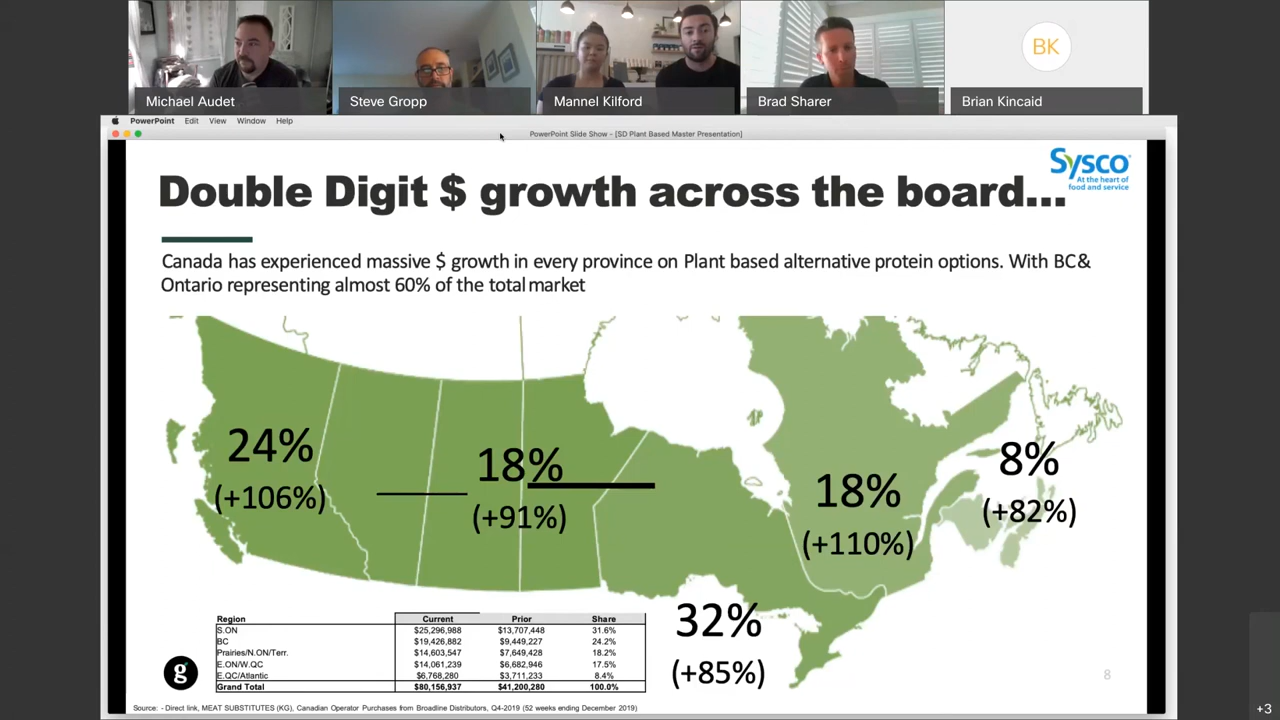 Michael Audet
Steve Gropp
Mannel Kilford
Brad Sharer
BK
Brian Kincaid
PowerPoint Edit View Window Help
PowerPoint Slide Show - [SD Plant Based Master Presentation]
Sysco
At the heart of
food and service
Double Digit $ growth across the board...
Canada has experienced massive $ growth in every province on Plant based alternative protein options. With BC&
Ontario representing almost 60% of the total market
24%
(+106%)
18%
(+91%)
18%
(+110%)
8%
(+82%)
32%
(+85%)
Region Current Prior Share
S.ON $25,296,988 $13,707,448 31.6%
BC $19,426,882 $9,449,227 24.2%
Prairies/N.ON/Terr. $14,603,547 $7,649,428 18.2%
E.ON/W.QC $14,061,239 $6,682,946 17.5%
E.QC/Atlantic $6,768,280 $3,711,233 8.4%
Grand Total $80,156,937 $41,200,280 100.0%
g
8
Source: - Direct link, MEAT SUBSTITUTES (KG), Canadian Operator Purchases from Broadline Distributors, Q4-2019 (52 weeks ending December 2019)
+3